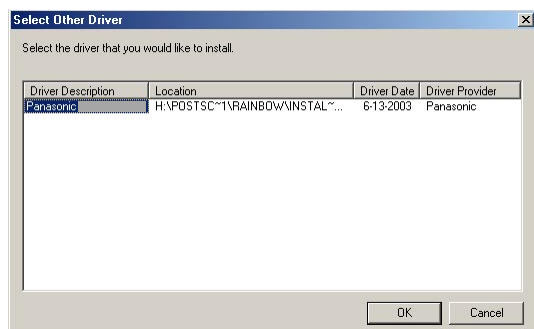 Select Other Driver
Select the driver that you would like to install.
Driver Description Location Driver Date Driver Provider
Panasonic H:\POSTSC~1\RAINBOW\INSTAL~... 6-13-2003 Panasonic
OK Cancel